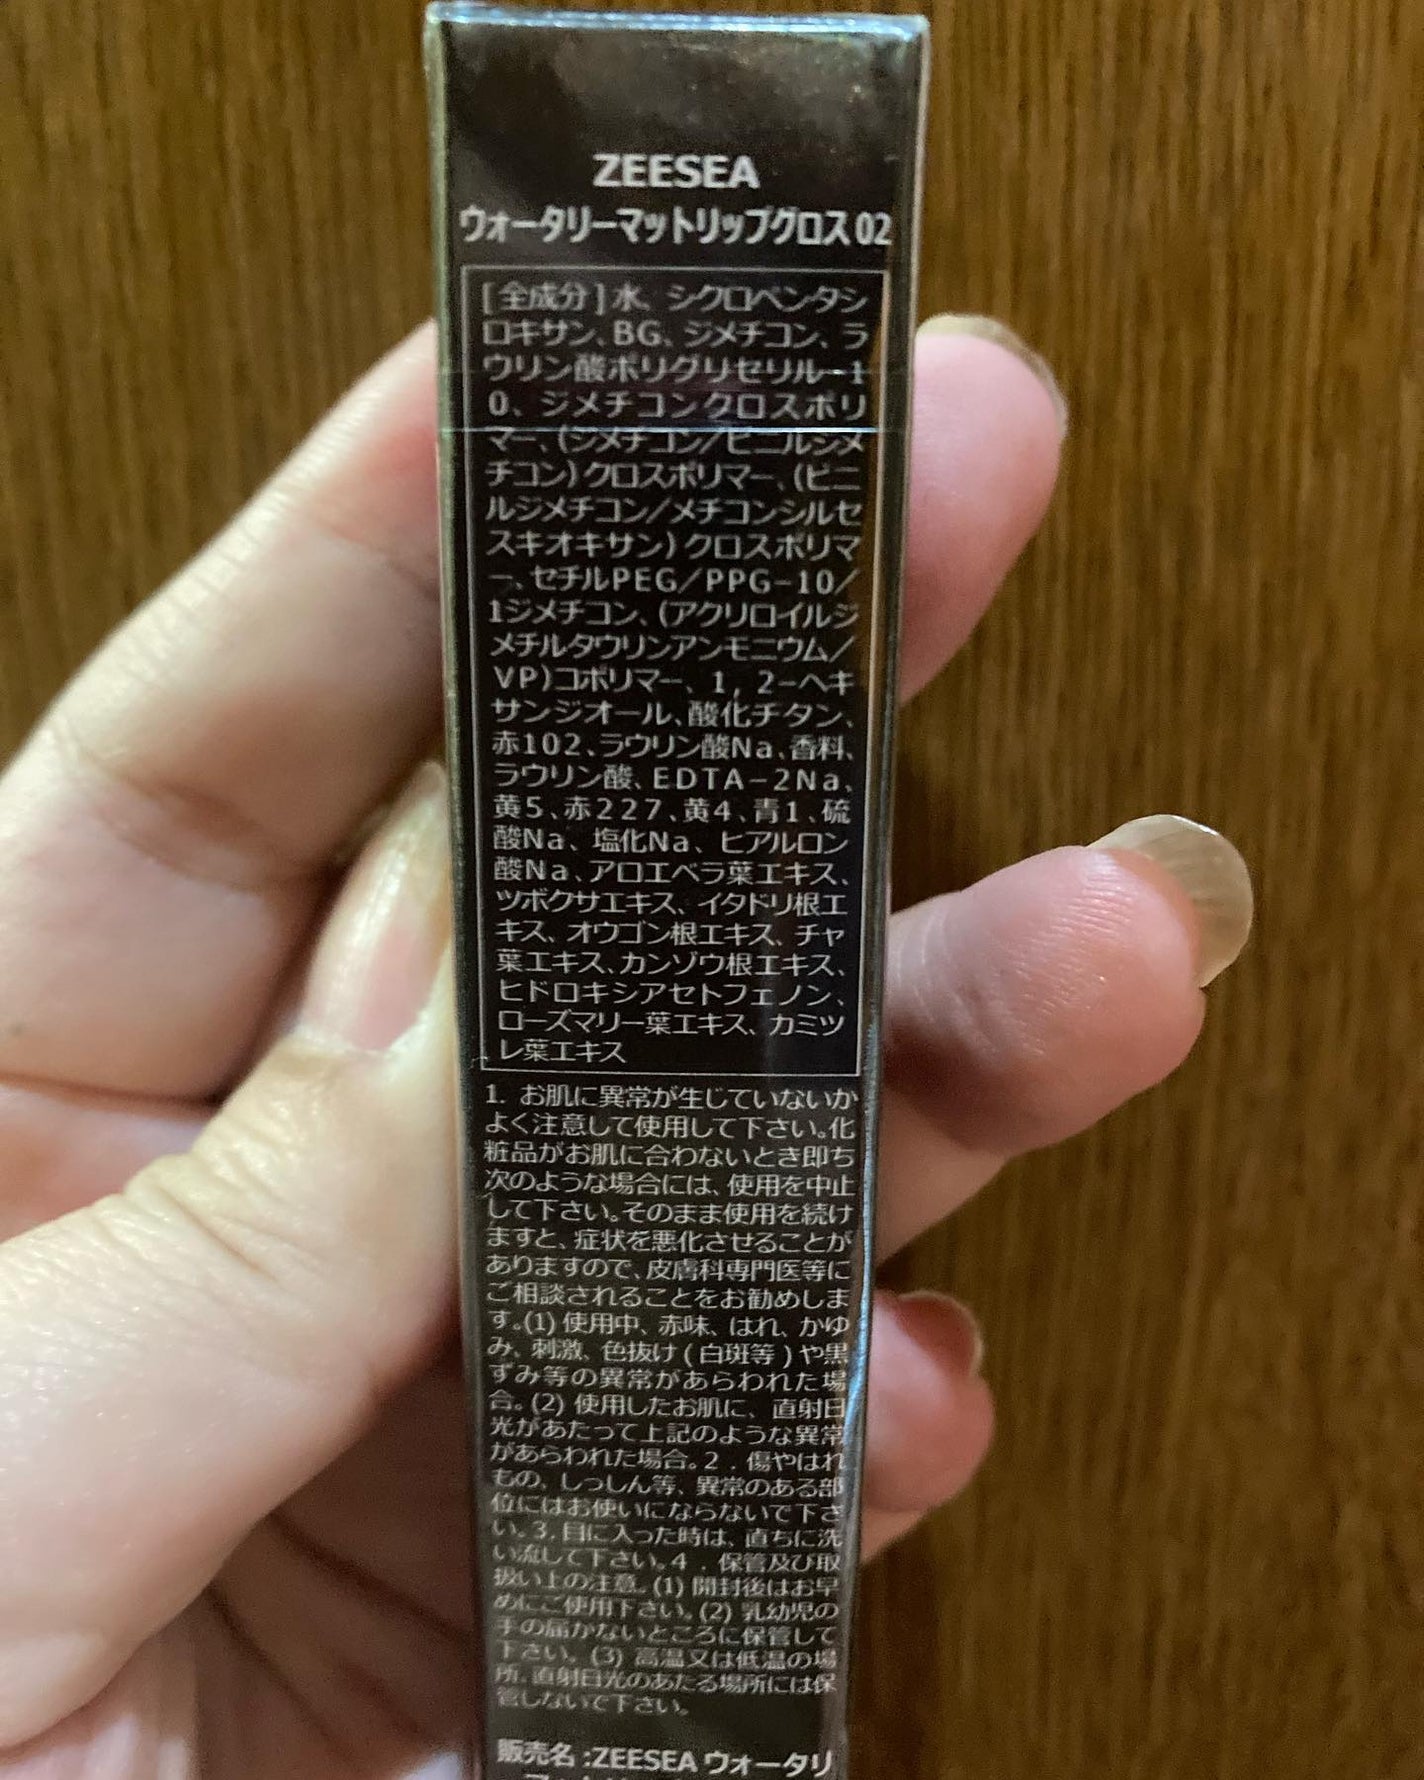 ZEESEA
ウォータリーマットリップグロス02
[全成分]水、シクロペンタシ
ロキサン、BG、ジメチコン、ラ
ウリン酸ポリグリセリル-1
0、ジメチコンクロスポリ
マー、(ジメチコン/ビニルジメ
チコン)クロスポリマー、(ビニ
ルジメチコン/メチコンシルセ
スキオキサン)クロスポリマ
ー、セチルPEG/PPG-10/
1ジメチコン、(アクリロイルジ
メチルタウリンアンモニウム/
VP)コポリマー、1,2-ヘキ
サンジオール、酸化チタン、
赤102、ラウリン酸Na、香料、
ラウリン酸、EDTA-2Na、
黄5、赤227、黄4、青1、硫
酸Na、塩化Na、ヒアルロン
酸Na、アロエベラ葉エキス、
ツボクサエキス、イタドリ根エ
キス、オウゴン根エキス、チャ
葉エキス、カンゾウ根エキス、
ヒドロキシアセトフェノン、
ローズマリー葉エキス、カミツ
レ葉エキス
1. お肌に異常が生じていないか
よく注意して使用して下さい。化
粧品がお肌に合わないとき即ち
次のような場合には、使用を中止
して下さい。そのまま使用を続け
ますと、症状を悪化させることが
ありますので、皮膚科専門医等に
ご相談されることをお勧めしま
す。(1) 使用中、赤味、はれ、かゆ
み、刺激、色抜け(白斑等)や黒
ずみ等の異常があらわれた場
合。(2) 使用したお肌に、直射日
光があたって上記のような異常
があらわれた場合。2．傷やはれ
もの、しっしん等、異常のある部
位にはお使いにならないで下さ
い。3．目に入った時は、直ちに洗
い流して下さい。4．保管及び取
扱い上の注意。(1) 開封後はお早
めにご使用下さい。(2) 乳幼児の
手の届かないところに保管して
下さい。(3) 高温又は低温の場
所、直射日光のあたる場所には保
管しないで下さい。
販売名:ZEESEA ウォータリ